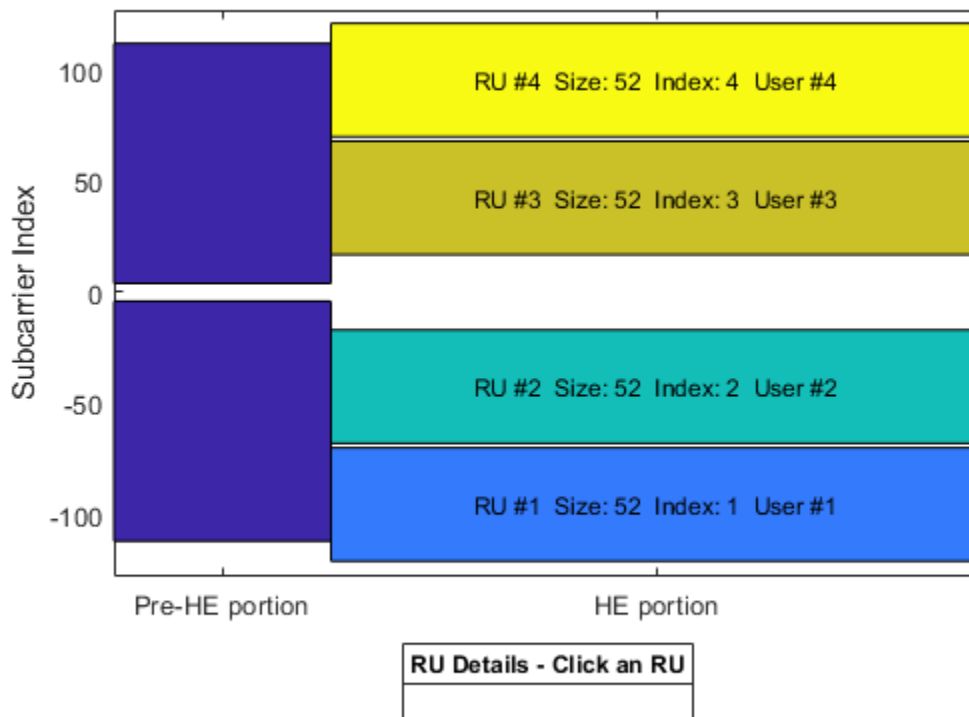 100
RU #4 Size: 52 Index: 4 User #4
50
RU #3 Size: 52 Index: 3 User #3
Subcarrier Index
0
RU #2 Size: 52 Index: 2 User #2
-50
RU #1 Size: 52 Index: 1 User #1
-100
Pre-HE portion
HE portion
RU Details - Click an RU